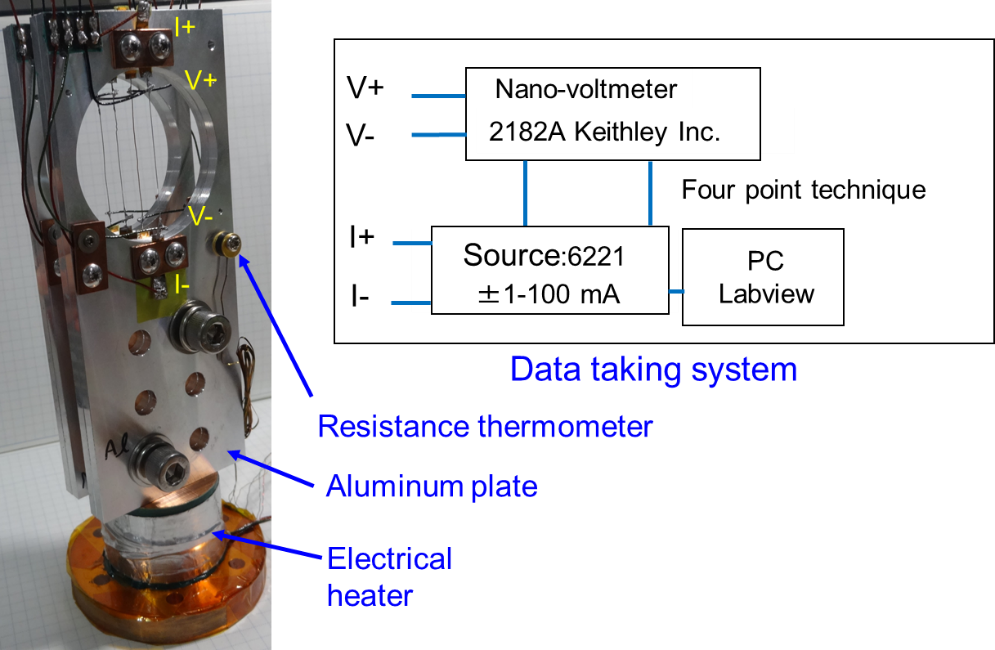 I+
V+
V-
I-
Al
V+
V-
I+
I-
Nano-voltmeter
2182A Keithley Inc.
Four point technique
Source:6221
±1-100 mA
PC
Labview
Data taking system
Resistance thermometer
Aluminum plate
Electrical
heater